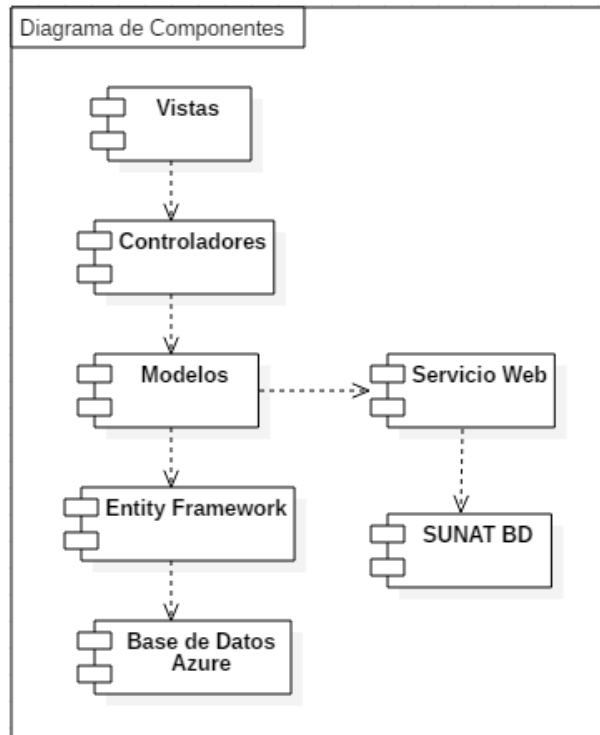 Diagrama de Componentes
Vistas
Controladores
Modelos
Servicio Web
Entity Framework
SUNAT BD
Base de Datos
Azure